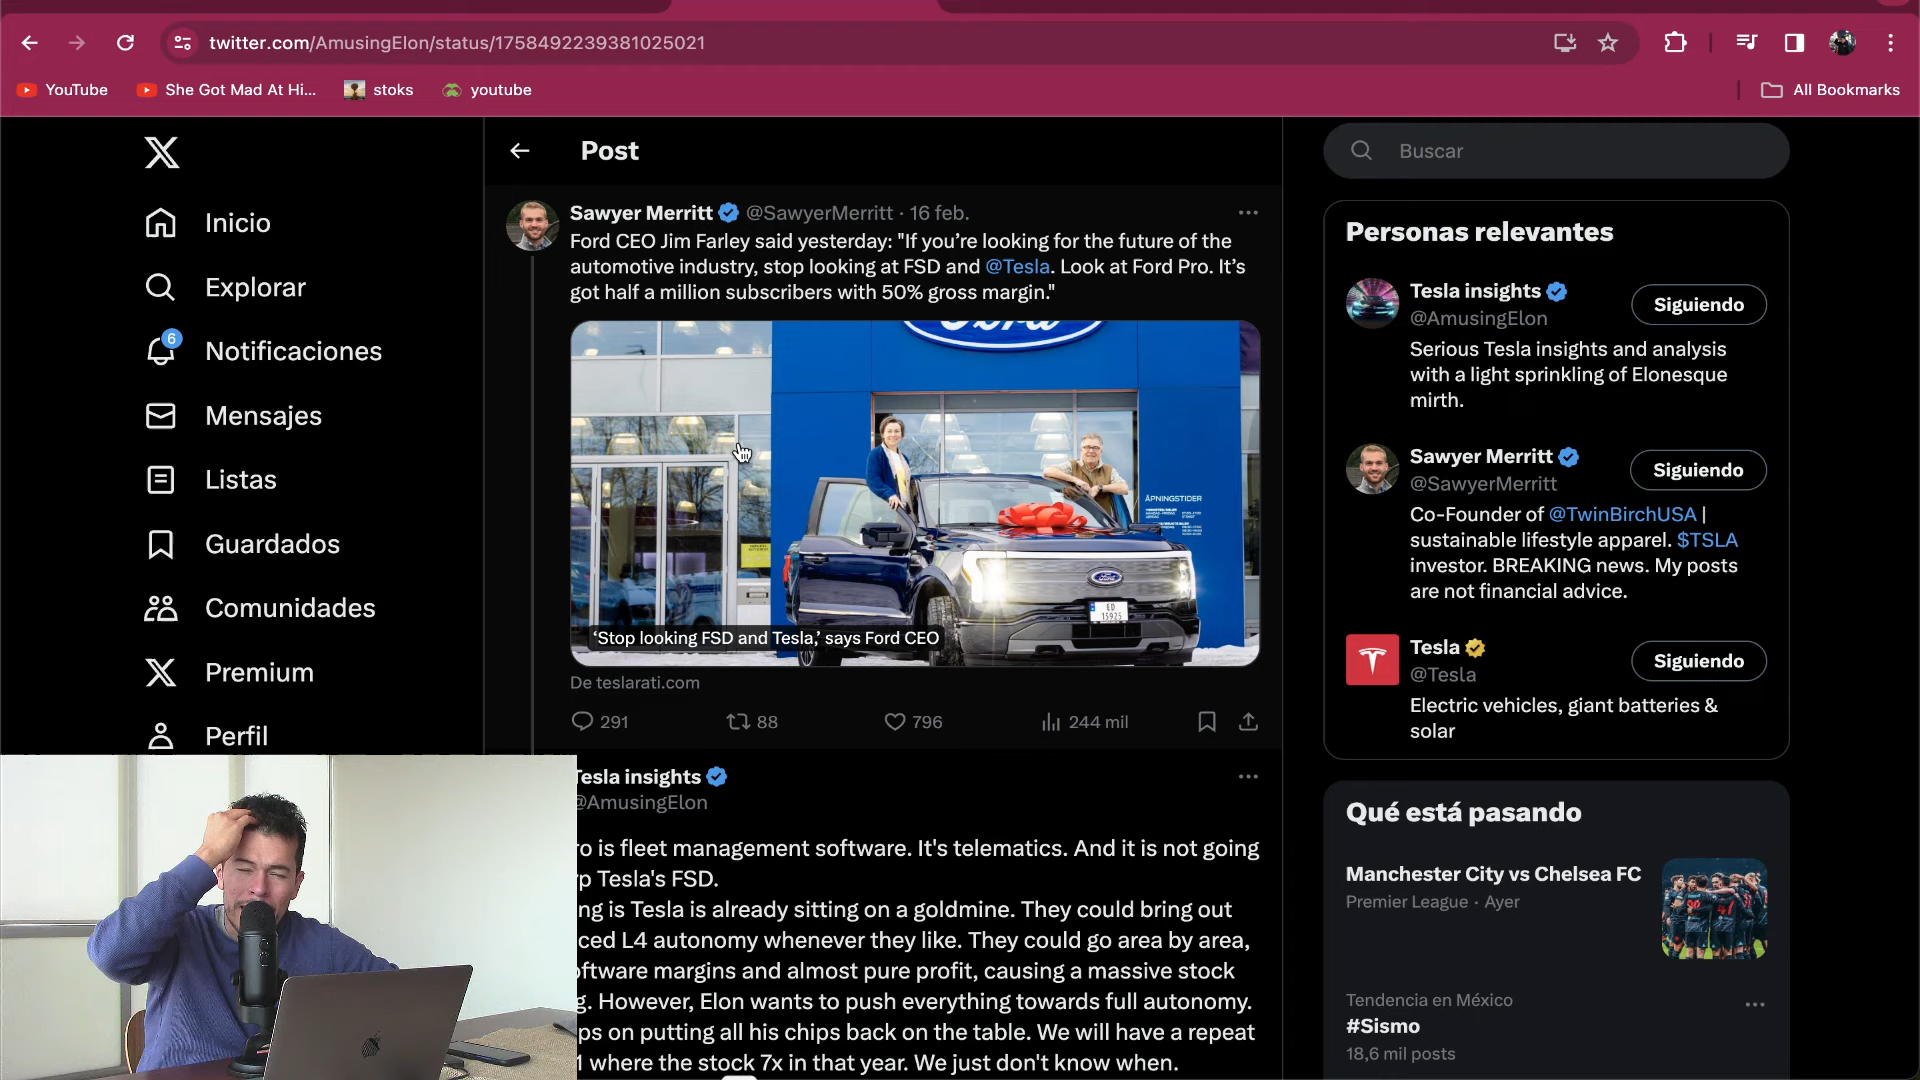 twitter.com/AmusingElon/status/1758492239381025021
YouTube
She Got Mad At Hi...
stoks
youtube
All Bookmarks
Inicio
Explorar
6
Notificaciones
Mensajes
Listas
Guardados
Comunidades
Premium
Perfil
Post
Sawyer Merritt @SawyerMerritt · 16 feb.
Ford CEO Jim Farley said yesterday: "If you're looking for the future of the
automotive industry, stop looking at FSD and @Tesla. Look at Ford Pro. It's
got half a million subscribers with 50% gross margin."
Ford
ÅPNINGSTIDER
ED
15925
'Stop looking FSD and Tesla,' says Ford CEO
De teslarati.com
291
88
796
244 mil
Tesla insights
@AmusingElon
ro is fleet management software. It's telematics. And it is not going
p Tesla's FSD.
ng is Tesla is already sitting on a goldmine. They could bring out
ced L4 autonomy whenever they like. They could go area by area,
oftware margins and almost pure profit, causing a massive stock
g. However, Elon wants to push everything towards full autonomy.
ps on putting all his chips back on the table. We will have a repeat
1 where the stock 7x in that year. We just don't know when.
Buscar
Personas relevantes
Tesla insights
@AmusingElon
Siguiendo
Serious Tesla insights and analysis
with a light sprinkling of Elonesque
mirth.
Sawyer Merritt
@SawyerMerritt
Siguiendo
Co-Founder of @TwinBirchUSA |
sustainable lifestyle apparel. $TSLA
investor. BREAKING news. My posts
are not financial advice.
Tesla
@Tesla
Siguiendo
Electric vehicles, giant batteries &
solar
Qué está pasando
Manchester City vs Chelsea FC
Premier League · Ayer
Tendencia en México
#Sismo
18,6 mil posts